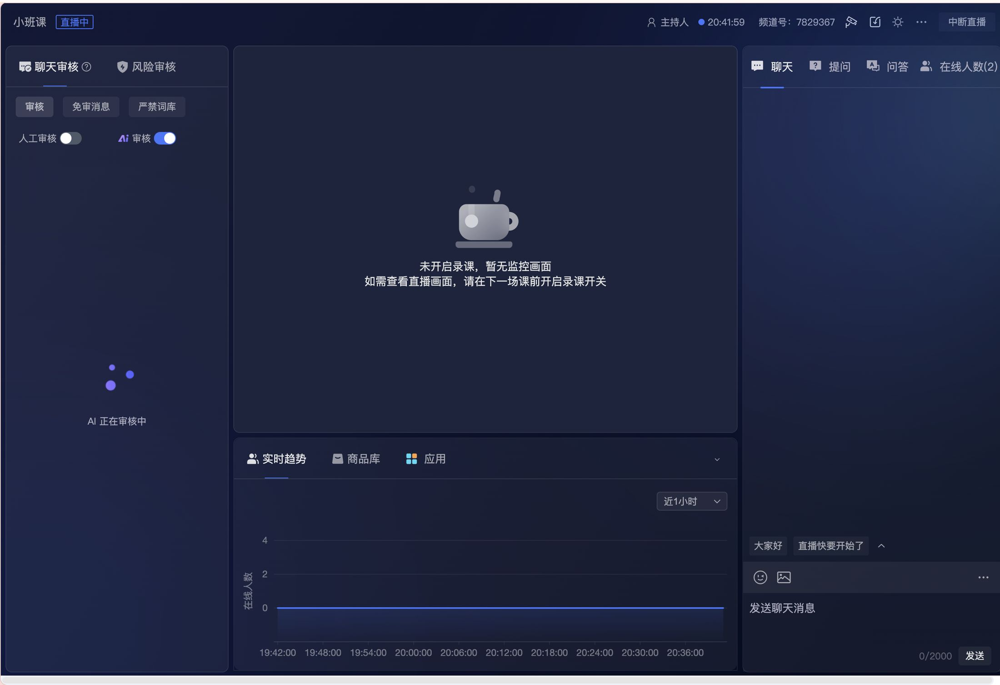 小班课 直播中 主持人 20:41:59 频道号：7829367 中断直播
聊天审核 风险审核
审核 免审消息 严禁词库
人工审核 Ai 审核
AI 正在审核中
未开启录课，暂无监控画面
如需查看直播画面，请在下一场课前开启录课开关
实时趋势 商品库 应用
近1小时
在线人数
4
2
0
19:42:00 19:48:00 19:54:00 20:00:00 20:06:00 20:12:00 20:18:00 20:24:00 20:30:00 20:36:00
聊天 提问 问答 在线人数(2)
大家好 直播快要开始了
发送聊天消息
0/2000 发送